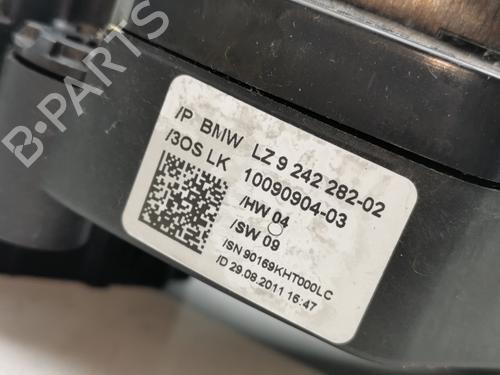 B-PARTS
/P BMW LZ 9 242 282-02
/3OS LK 10090904-03
/HW 04
/SW 09
/SN 90169KHT000LC
/D 29.08.2011 16:47